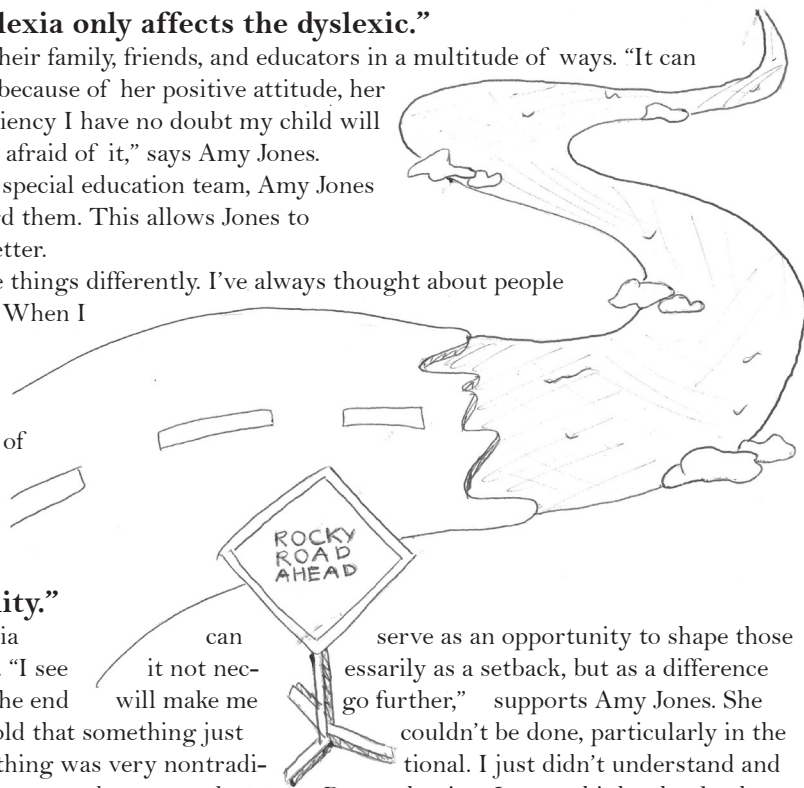 lexia only affects the dyslexic.”
heir family, friends, and educators in a multitude of ways. “It can
because of her positive attitude, her
iency I have no doubt my child will
afraid of it,” says Amy Jones.
special education team, Amy Jones
rd them. This allows Jones to
etter.
e things differently. I’ve always thought about people
When I
of
ROCKY
ROAD
AHEAD
lity.”
ia can serve as an opportunity to shape those
“I see it not nec- essarily as a setback, but as a difference
he end will make me go further,” supports Amy Jones. She
old that something just couldn’t be done, particularly in the
thing was very nontradi- tional. I just didn’t understand and